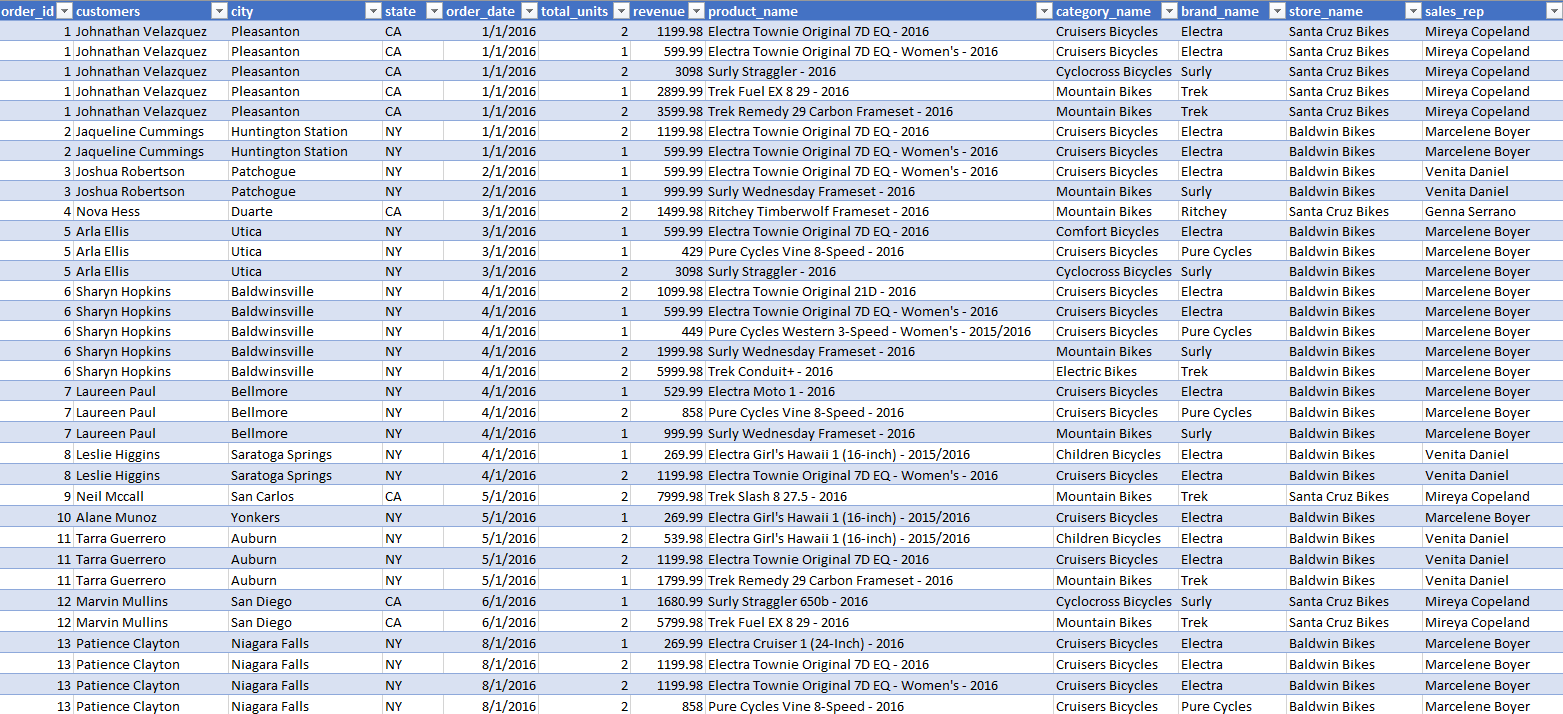 order_id customers city state order_date total_units revenue product_name category_name brand_name store_name sales_rep
1 Johnathan Velazquez Pleasanton CA 1/1/2016 2 1199.98 Electra Townie Original 7D EQ - 2016 Cruisers Bicycles Electra Santa Cruz Bikes Mireya Copeland
1 Johnathan Velazquez Pleasanton CA 1/1/2016 1 599.99 Electra Townie Original 7D EQ - Women's - 2016 Cruisers Bicycles Electra Santa Cruz Bikes Mireya Copeland
1 Johnathan Velazquez Pleasanton CA 1/1/2016 2 3098 Surly Straggler - 2016 Cyclocross Bicycles Surly Santa Cruz Bikes Mireya Copeland
1 Johnathan Velazquez Pleasanton CA 1/1/2016 1 2899.99 Trek Fuel EX 8 29 - 2016 Mountain Bikes Trek Santa Cruz Bikes Mireya Copeland
1 Johnathan Velazquez Pleasanton CA 1/1/2016 2 3599.98 Trek Remedy 29 Carbon Frameset - 2016 Mountain Bikes Trek Santa Cruz Bikes Mireya Copeland
2 Jaqueline Cummings Huntington Station NY 1/1/2016 2 1199.98 Electra Townie Original 7D EQ - 2016 Cruisers Bicycles Electra Baldwin Bikes Marcelene Boyer
2 Jaqueline Cummings Huntington Station NY 1/1/2016 1 599.99 Electra Townie Original 7D EQ - Women's - 2016 Cruisers Bicycles Electra Baldwin Bikes Marcelene Boyer
3 Joshua Robertson Patchogue NY 2/1/2016 1 599.99 Electra Townie Original 7D EQ - Women's - 2016 Cruisers Bicycles Electra Baldwin Bikes Venita Daniel
3 Joshua Robertson Patchogue NY 2/1/2016 1 999.99 Surly Wednesday Frameset - 2016 Mountain Bikes Surly Baldwin Bikes Venita Daniel
4 Nova Hess Duarte CA 3/1/2016 2 1499.98 Ritchey Timberwolf Frameset - 2016 Mountain Bikes Ritchey Santa Cruz Bikes Genna Serrano
5 Arla Ellis Utica NY 3/1/2016 1 599.99 Electra Townie Original 7D EQ - 2016 Comfort Bicycles Electra Baldwin Bikes Marcelene Boyer
5 Arla Ellis Utica NY 3/1/2016 1 429 Pure Cycles Vine 8-Speed - 2016 Cruisers Bicycles Pure Cycles Baldwin Bikes Marcelene Boyer
5 Arla Ellis Utica NY 3/1/2016 2 3098 Surly Straggler - 2016 Cyclocross Bicycles Surly Baldwin Bikes Marcelene Boyer
6 Sharyn Hopkins Baldwinsville NY 4/1/2016 2 1099.98 Electra Townie Original 21D - 2016 Cruisers Bicycles Electra Baldwin Bikes Marcelene Boyer
6 Sharyn Hopkins Baldwinsville NY 4/1/2016 1 599.99 Electra Townie Original 7D EQ - Women's - 2016 Cruisers Bicycles Electra Baldwin Bikes Marcelene Boyer
6 Sharyn Hopkins Baldwinsville NY 4/1/2016 1 449 Pure Cycles Western 3-Speed - Women's - 2015/2016 Cruisers Bicycles Pure Cycles Baldwin Bikes Marcelene Boyer
6 Sharyn Hopkins Baldwinsville NY 4/1/2016 2 1999.98 Surly Wednesday Frameset - 2016 Mountain Bikes Surly Baldwin Bikes Marcelene Boyer
6 Sharyn Hopkins Baldwinsville NY 4/1/2016 2 5999.98 Trek Conduit+ - 2016 Electric Bikes Trek Baldwin Bikes Marcelene Boyer
7 Laureen Paul Bellmore NY 4/1/2016 1 529.99 Electra Moto 1 - 2016 Cruisers Bicycles Electra Baldwin Bikes Marcelene Boyer
7 Laureen Paul Bellmore NY 4/1/2016 2 858 Pure Cycles Vine 8-Speed - 2016 Cruisers Bicycles Pure Cycles Baldwin Bikes Marcelene Boyer
7 Laureen Paul Bellmore NY 4/1/2016 1 999.99 Surly Wednesday Frameset - 2016 Mountain Bikes Surly Baldwin Bikes Marcelene Boyer
8 Leslie Higgins Saratoga Springs NY 4/1/2016 1 269.99 Electra Girl's Hawaii 1 (16-inch) - 2015/2016 Children Bicycles Electra Baldwin Bikes Venita Daniel
8 Leslie Higgins Saratoga Springs NY 4/1/2016 2 1199.98 Electra Townie Original 7D EQ - Women's - 2016 Cruisers Bicycles Electra Baldwin Bikes Venita Daniel
9 Neil Mccall San Carlos CA 5/1/2016 2 7999.98 Trek Slash 8 27.5 - 2016 Mountain Bikes Trek Santa Cruz Bikes Mireya Copeland
10 Alane Munoz Yonkers NY 5/1/2016 1 269.99 Electra Girl's Hawaii 1 (16-inch) - 2015/2016 Cruisers Bicycles Electra Baldwin Bikes Marcelene Boyer
11 Tarra Guerrero Auburn NY 5/1/2016 2 539.98 Electra Girl's Hawaii 1 (16-inch) - 2015/2016 Children Bicycles Electra Baldwin Bikes Venita Daniel
11 Tarra Guerrero Auburn NY 5/1/2016 2 1199.98 Electra Townie Original 7D EQ - 2016 Cruisers Bicycles Electra Baldwin Bikes Venita Daniel
11 Tarra Guerrero Auburn NY 5/1/2016 1 1799.99 Trek Remedy 29 Carbon Frameset - 2016 Mountain Bikes Trek Baldwin Bikes Venita Daniel
12 Marvin Mullins San Diego CA 6/1/2016 1 1680.99 Surly Straggler 650b - 2016 Cyclocross Bicycles Surly Santa Cruz Bikes Mireya Copeland
12 Marvin Mullins San Diego CA 6/1/2016 2 5799.98 Trek Fuel EX 8 29 - 2016 Mountain Bikes Trek Santa Cruz Bikes Mireya Copeland
13 Patience Clayton Niagara Falls NY 8/1/2016 1 269.99 Electra Cruiser 1 (24-Inch) - 2016 Cruisers Bicycles Electra Baldwin Bikes Marcelene Boyer
13 Patience Clayton Niagara Falls NY 8/1/2016 2 1199.98 Electra Townie Original 7D EQ - 2016 Cruisers Bicycles Electra Baldwin Bikes Marcelene Boyer
13 Patience Clayton Niagara Falls NY 8/1/2016 2 1199.98 Electra Townie Original 7D EQ - Women's - 2016 Cruisers Bicycles Electra Baldwin Bikes Marcelene Boyer
13 Patience Clayton Niagara Falls NY 8/1/2016 2 858 Pure Cycles Vine 8-Speed - 2016 Cruisers Bicycles Pure Cycles Baldwin Bikes Marcelene Boyer